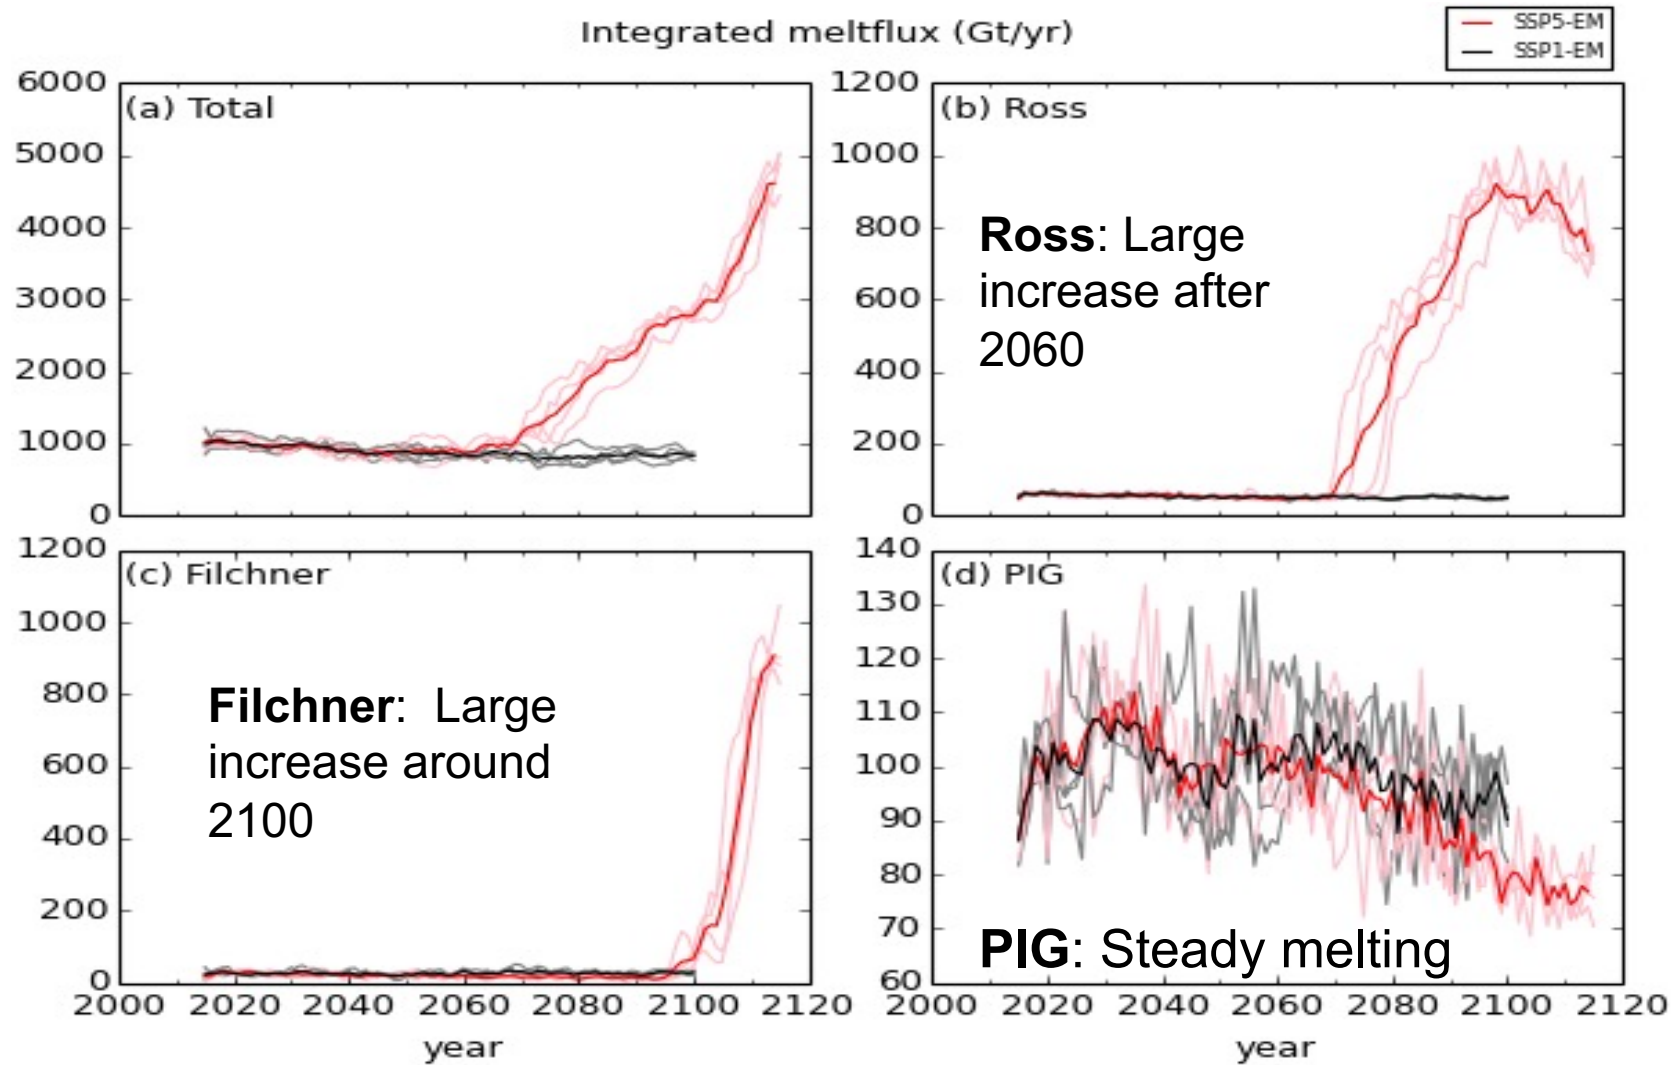 Integrated meltflux (Gt/yr)
SSP5-EM
SSP1-EM
(a) Total
6000
5000
4000
3000
2000
1000
0
(b) Ross
1200
1000
800
600
400
200
0
Ross: Large
increase after
2060
(c) Filchner
1200
1000
800
600
400
200
0
Filchner: Large
increase around
2100
2000 2020 2040 2060 2080 2100 2120
year
(d) PIG
140
130
120
110
100
90
80
70
60
PIG: Steady melting
2000 2020 2040 2060 2080 2100 2120
year